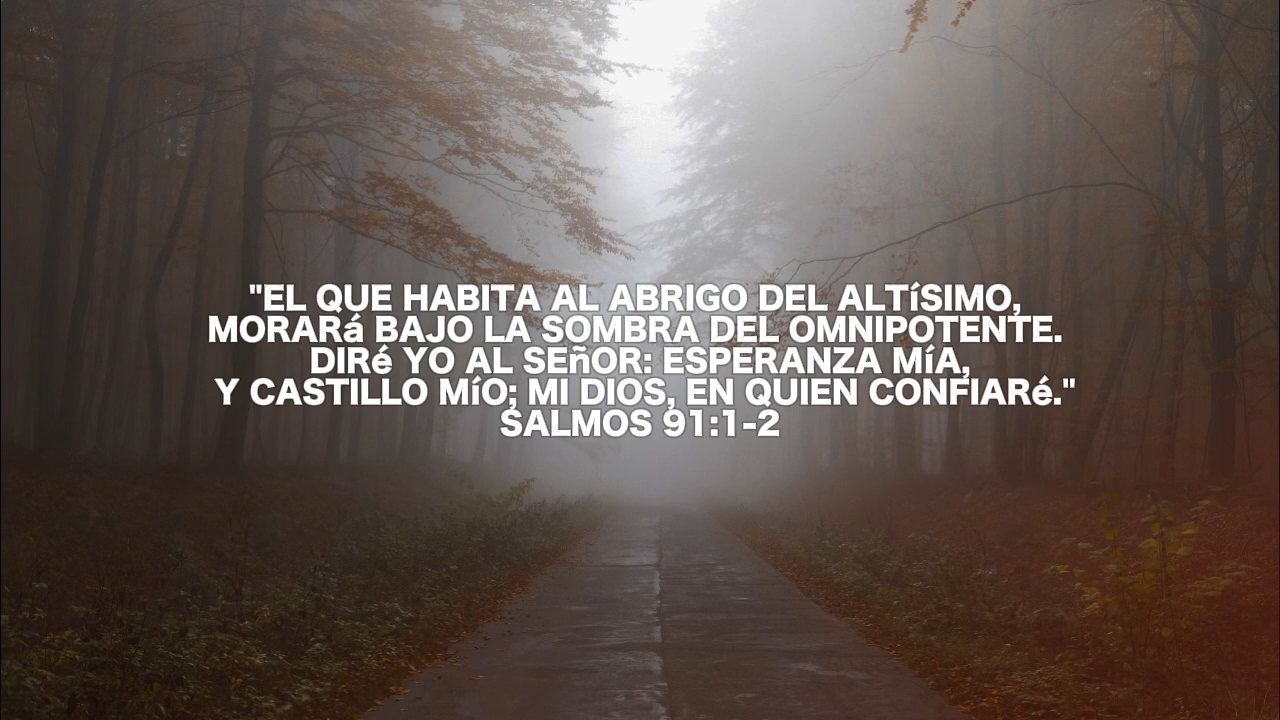 "EL QUE HABITA AL ABRIGO DEL ALTíSIMO,
MORARá BAJO LA SOMBRA DEL OMNIPOTENTE.
DIRé YO AL SEñOR: ESPERANZA MíA,
Y CASTILLO MíO; MI DIOS, EN QUIEN CONFIARé."
SALMOS 91:1-2